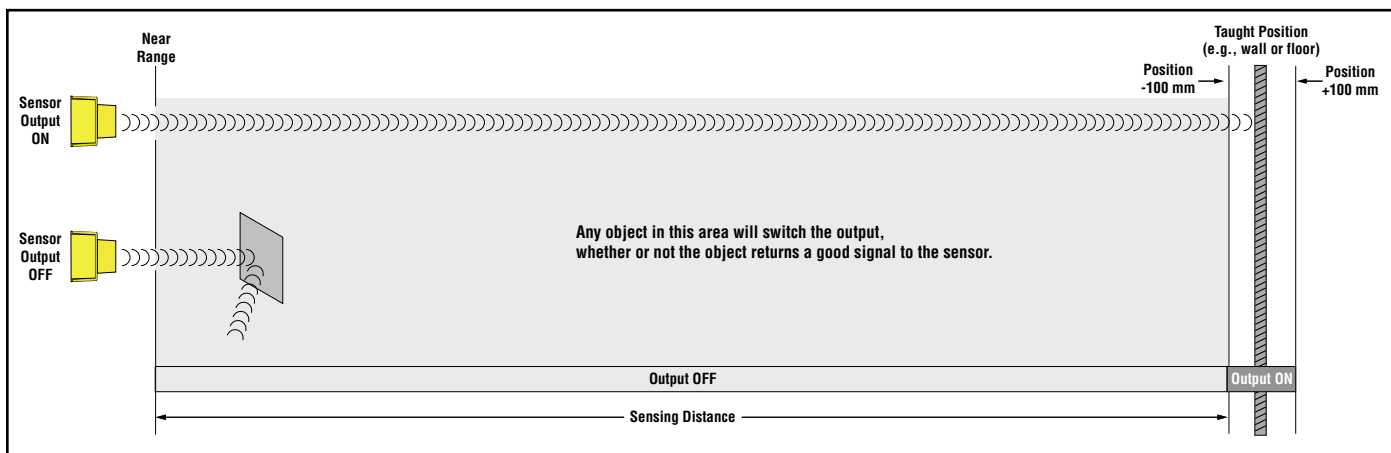 Near
Range
Taught Position
(e.g., wall or floor)
Position
-100 mm
Position
+100 mm
Sensor
Output
ON
Sensor
Output
OFF
Any object in this area will switch the output,
whether or not the object returns a good signal to the sensor.
Output OFF
Output ON
Sensing Distance